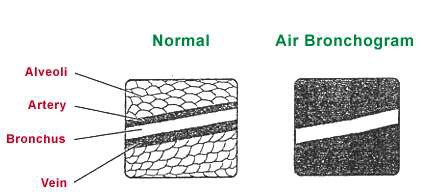 Normal
Air Bronchogram
Alveoli
Artery
Bronchus
Vein